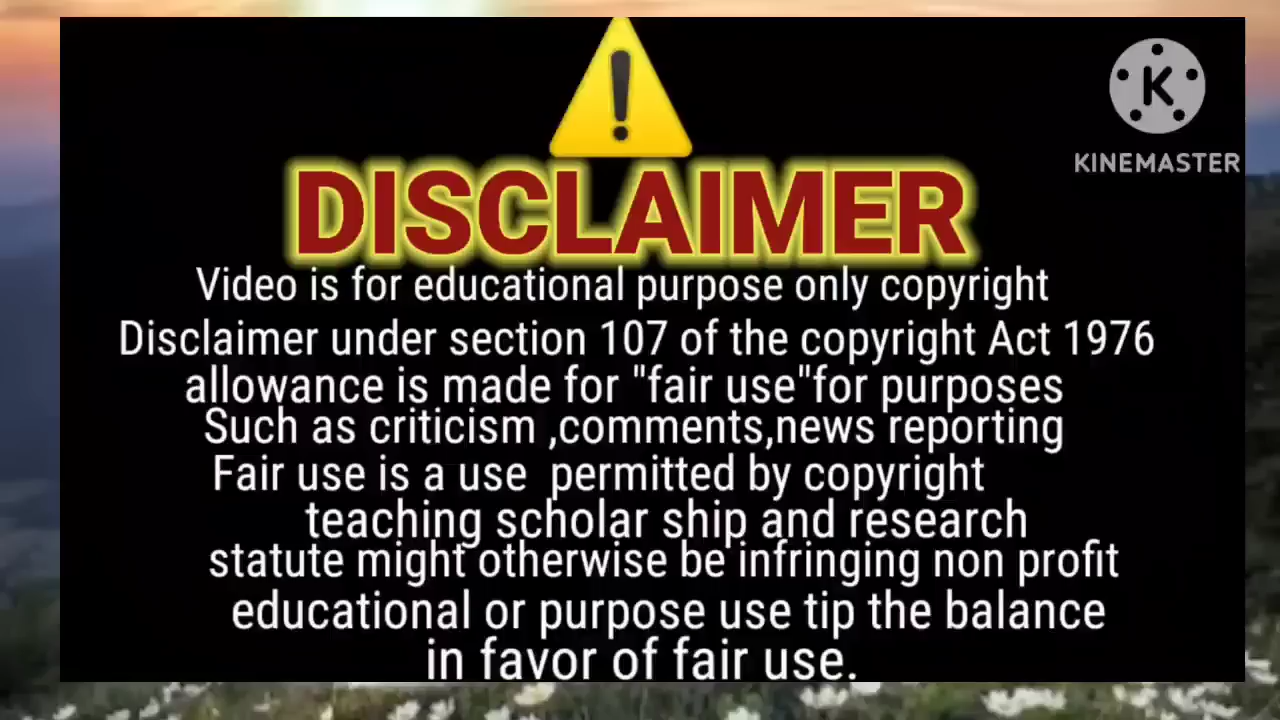 K
KINEMASTER
DISCLAIMER
Video is for educational purpose only copyright
Disclaimer under section 107 of the copyright Act 1976
allowance is made for "fair use"for purposes
Such as criticism ,comments,news reporting
Fair use is a use  permitted by copyright
teaching scholar ship and research
statute might otherwise be infringing non profit
educational or purpose use tip the balance
in favor of fair use.